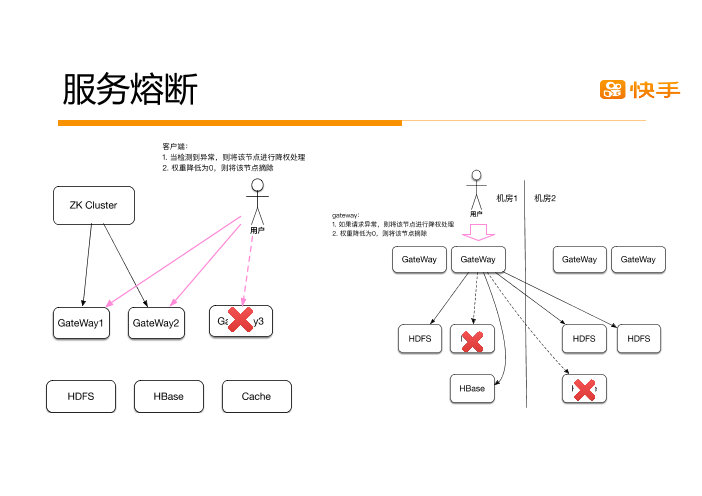 服务熔断
快手
客户端：
1. 当检测到异常，则将该节点进行降权处理
2. 权重降低为0，则将该节点摘除
ZK Cluster
用户
GateWay1
GateWay2
HDFS
HBase
Cache
用户
机房1
机房2
gateway：
1. 如果请求异常，则将该节点进行降权处理
2. 权重降低为0，则将该节点摘除
GateWay
GateWay
GateWay
GateWay
HDFS
HDFS
HDFS
HBase